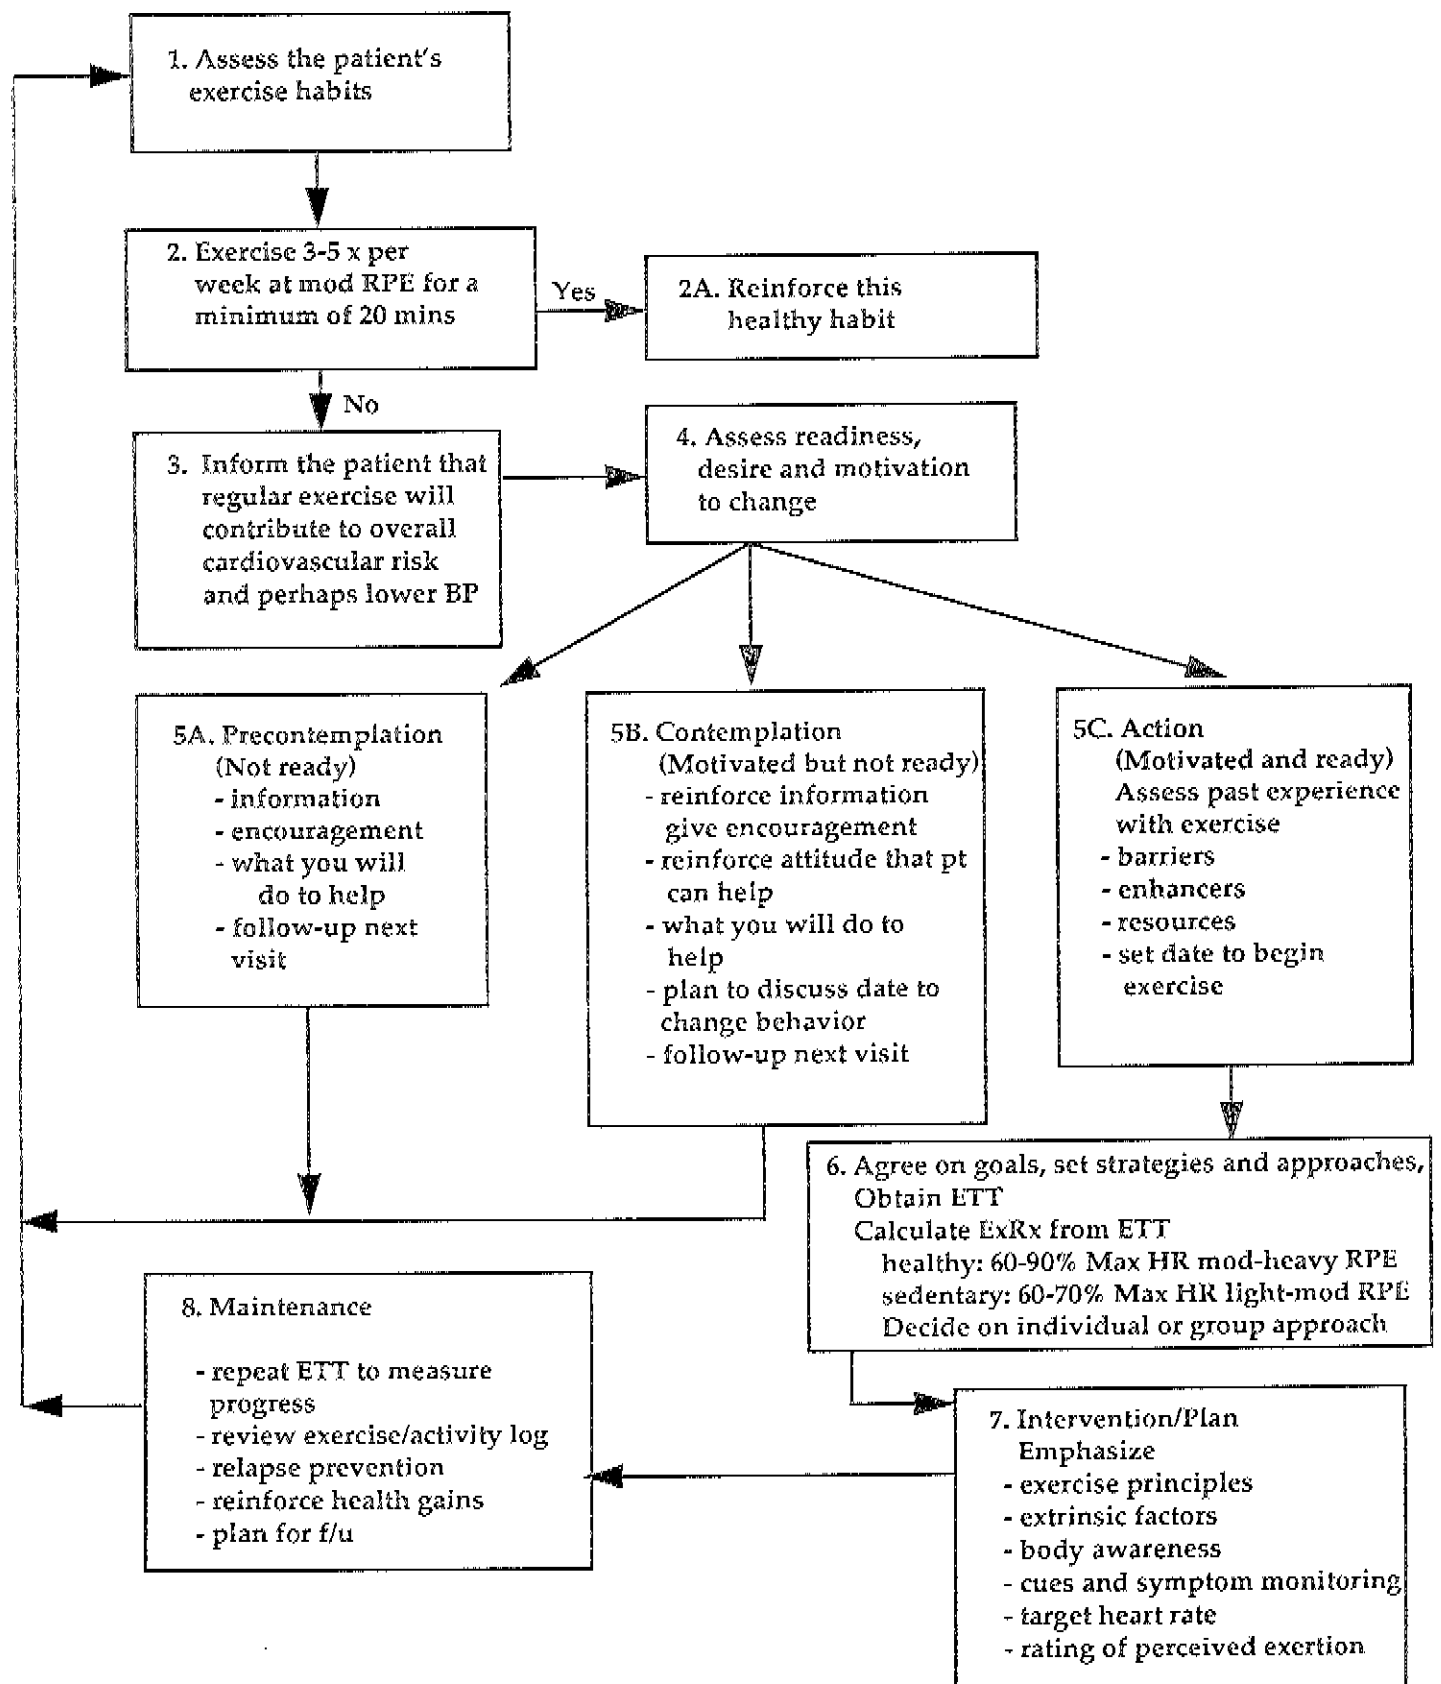 1. Assess the patient's
exercise habits
2. Exercise 3-5 x per
week at mod RPE for a
minimum of 20 mins
Yes
2A. Reinforce this
healthy habit
No
3. Inform the patient that
regular exercise will
contribute to overall
cardiovascular risk
and perhaps lower BP
4. Assess readiness,
desire and motivation
to change
5A. Precontemplation
(Not ready)
- information
- encouragement
- what you will
do to help
- follow-up next
visit
5B. Contemplation
(Motivated but not ready)
- reinforce information
give encouragement
- reinforce attitude that pt
can help
- what you will do to
help
- plan to discuss date to
change behavior
- follow-up next visit
5C. Action
(Motivated and ready)
Assess past experience
with exercise
- barriers
- enhancers
- resources
- set date to begin
exercise
6. Agree on goals, set strategies and approaches,
Obtain ETT
Calculate ExRx from ETT
healthy: 60-90% Max HR mod-heavy RPE
sedentary: 60-70% Max HR light-mod RPE
Decide on individual or group approach
7. Intervention/Plan
Emphasize
- exercise principles
- extrinsic factors
- body awareness
- cues and symptom monitoring
- target heart rate
- rating of perceived exertion
8. Maintenance
- repeat ETT to measure
progress
- review exercise/activity log
- relapse prevention
- reinforce health gains
- plan for f/u